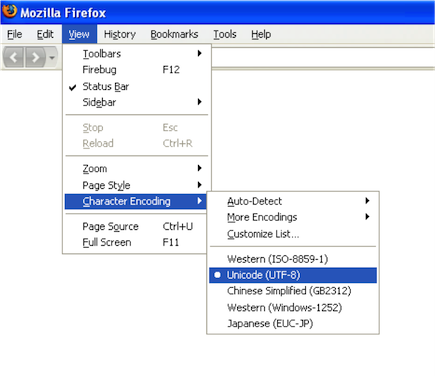 Mozilla Firefox
File Edit View History Bookmarks Tools Help
Toolbars
Firebug F12
Status Bar
Sidebar
Stop Esc
Reload Ctrl+R
Zoom
Page Style
Character Encoding
Page Source Ctrl+U
Full Screen F11
Auto-Detect
More Encodings
Customize List...
Western (ISO-8859-1)
Unicode (UTF-8)
Chinese Simplified (GB2312)
Western (Windows-1252)
Japanese (EUC-JP)